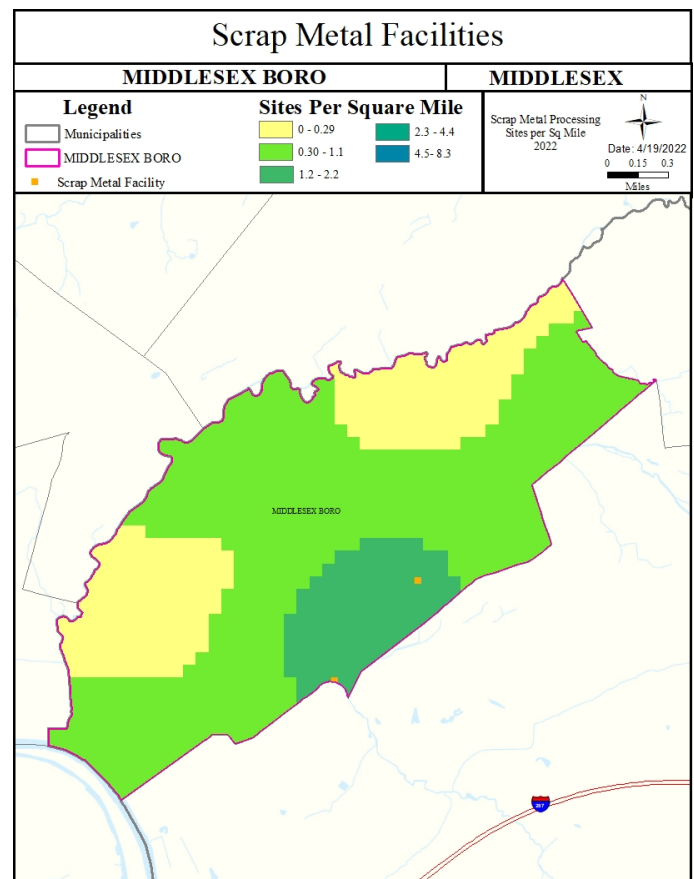 Scrap Metal Facilities
MIDDLESEX BORO
MIDDLESEX
Legend
Municipalities
MIDDLESEX BORO
Scrap Metal Facility
Sites Per Square Mile
0 - 0.29
0.30 - 1.1
1.2 - 2.2
2.3 - 4.4
4.5- 8.3
Scrap Metal Processing
Sites per Sq Mile
2022
N
Date: 4/19/2022
0 0.15 0.3
Miles
MIDDLESEX BORO
287